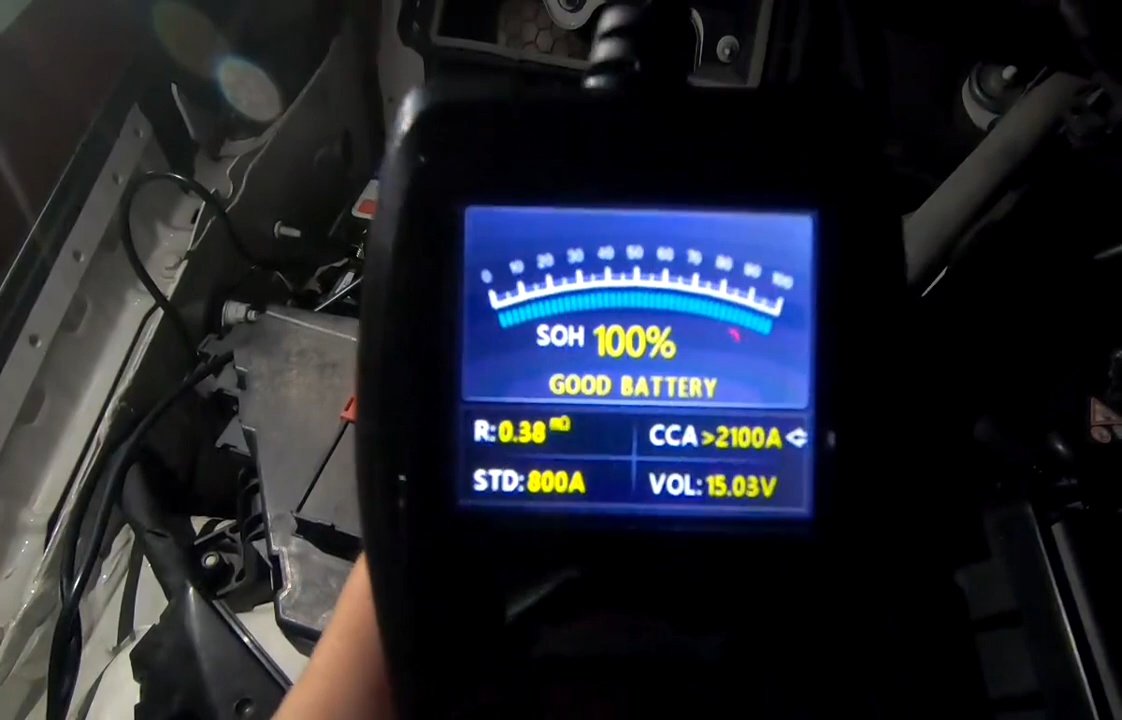 0 10 20 30 40 50 60 70 80 90 100
SOH 100%
GOOD BATTERY
R: 0.38 mΩ
CCA >2100A
STD: 800A
VOL: 15.03V